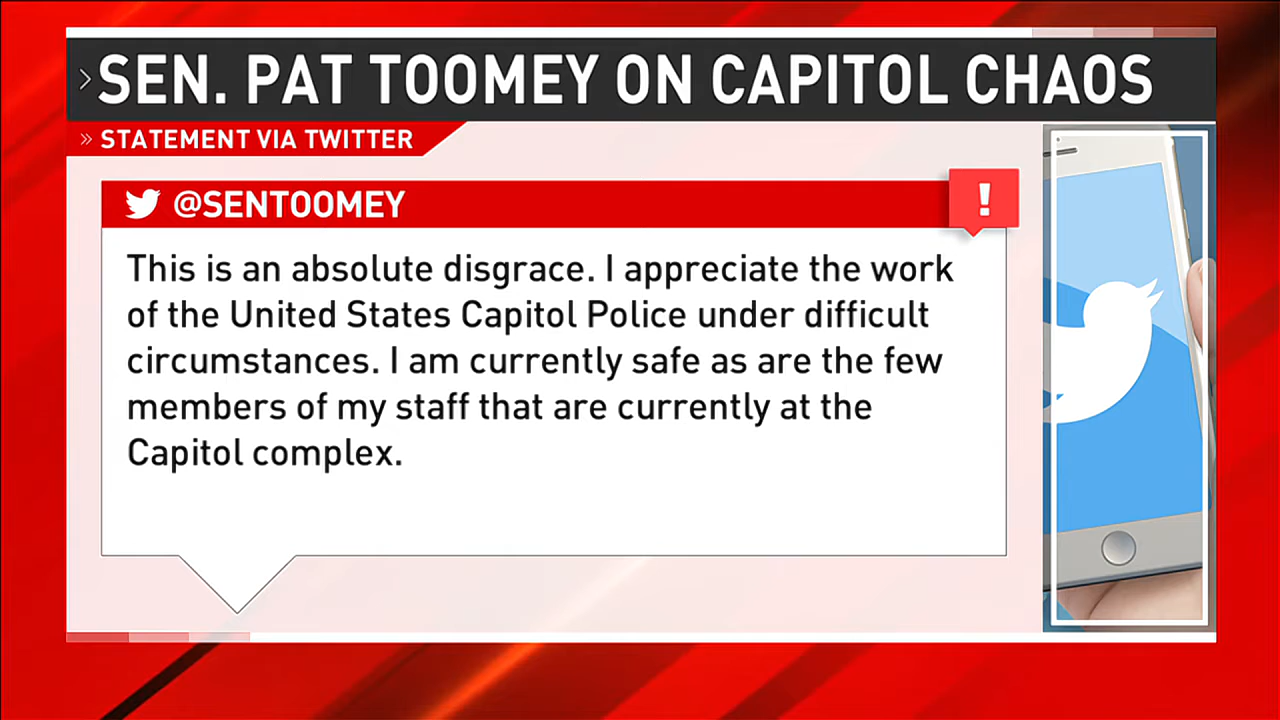 SEN. PAT TOOMEY ON CAPITOL CHAOS
STATEMENT VIA TWITTER
@SENTOOMEY
!
This is an absolute disgrace. I appreciate the work
of the United States Capitol Police under difficult
circumstances. I am currently safe as are the few
members of my staff that are currently at the
Capitol complex.